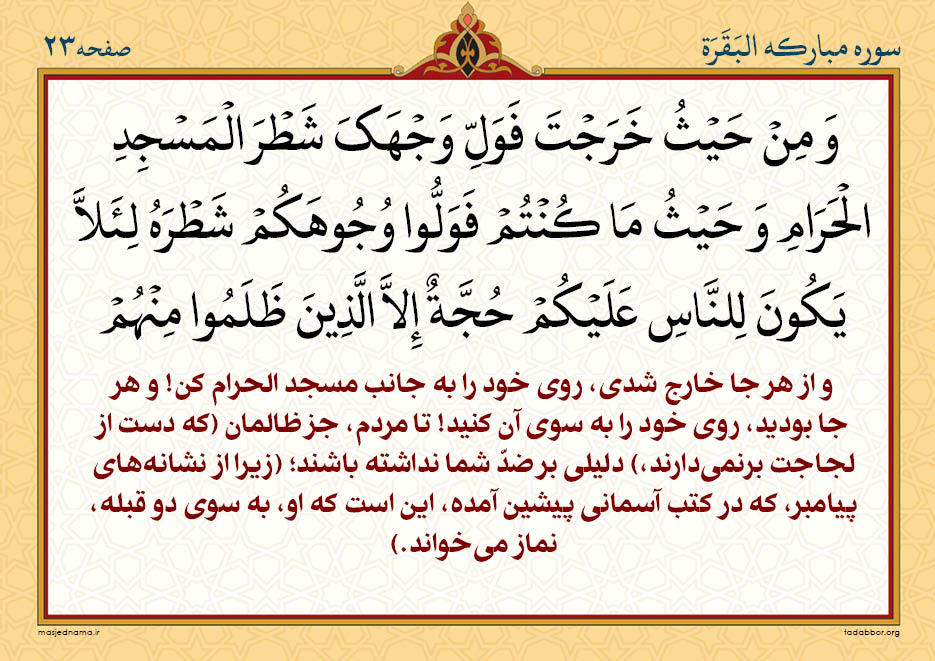 سوره مبارکه البَقَرَة
صفحه۲۳
وَ مِنْ حَيْثُ خَرَجْتَ فَوَلِّ وَجْهَکَ شَطْرَ الْمَسْجِدِ
الْحَرَامِ وَ حَيْثُ مَا کُنْتُمْ فَوَلُّوا وُجُوهَکُمْ شَطْرَهُ لِئَلاَّ
يَکُونَ لِلنَّاسِ عَلَيْکُمْ حُجَّةٌ إِلاَّ الَّذِينَ ظَلَمُوا مِنْهُمْ
و از هر جا خارج شدی، روی خود را به جانب مسجد الحرام کن! و هر
جا بودید، روی خود را به سوی آن کنید! تا مردم، جز ظالمان (که دست از
لجاجت برنمی‌دارند،) دلیلی بر ضدّ شما نداشته باشند؛ (زیرا از نشانه‌های
پیامبر، که در کتب آسمانی پیشین آمده، این است که او، به سوی دو قبله،
نماز می‌خواند.)
masjednama.ir
tadabbor.org